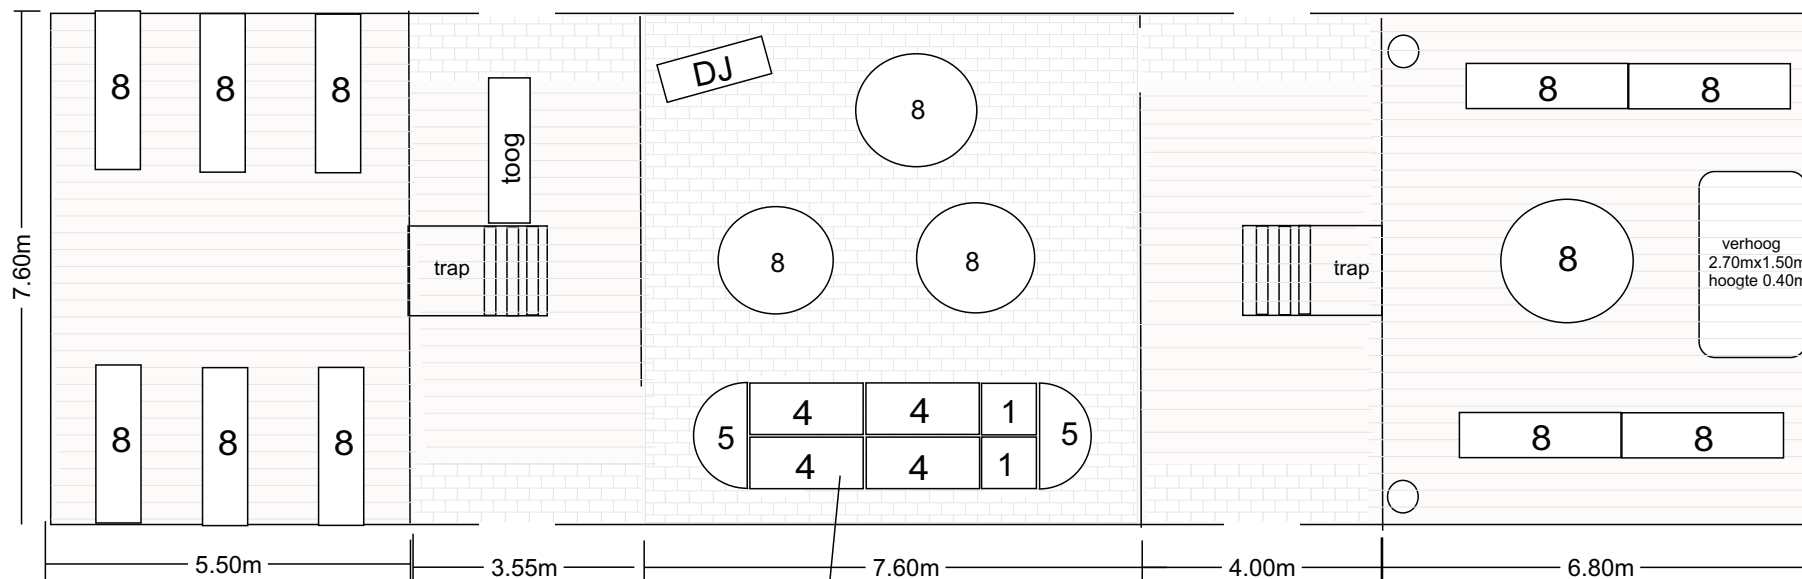 8 8 8
DJ
8
8 8
toog
7.60m
trap
8 8
trap
8
verhoog
2.70mx1.50m
hoogte 0.40m
8 8 8
5 4 4 1 5
4 4 1
8 8
5.50m 3.55m 7.60m 4.00m 6.80m